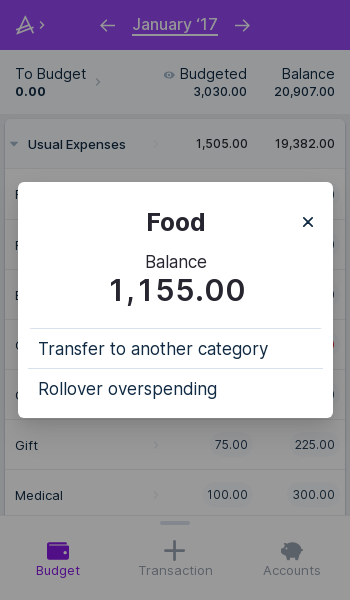 January ‘17
To Budget
0.00
Budgeted
3,030.00
Balance
20,907.00
Usual Expenses
1,505.00
19,382.00
Food
Balance
1,155.00
Transfer to another category
Rollover overspending
Gift
75.00
225.00
Medical
100.00
300.00
Budget
Transaction
Accounts